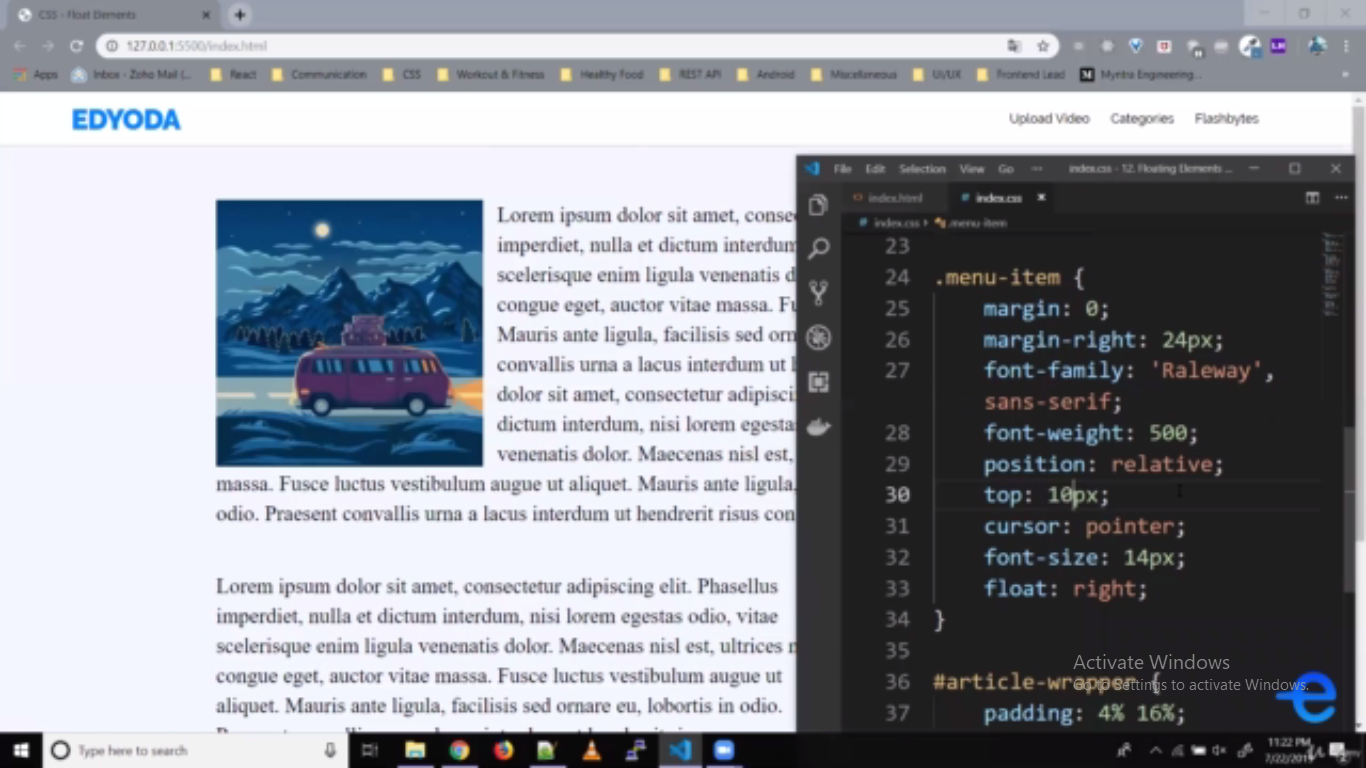 CSS - Float Elements
127.0.0.1:5500/index.html
Apps Inbox - Zoho Mail (... React Communication CSS Workout & Fitness Healthy Food REST API Android Miscellaneous UI/UX Frontend Lead Myntra Engineering...
EDYODA
Upload Video Categories Flashbytes
Lorem ipsum dolor sit amet, conse
imperdiet, nulla et dictum interdum
scelerisque enim ligula venenatis d
congue eget, auctor vitae massa. Fu
Mauris ante ligula, facilisis sed orn
convallis urna a lacus interdum ut
dolor sit amet, consectetur adipisci
dictum interdum, nisi lorem egesta
venenatis dolor. Maecenas nisl est,
massa. Fusce luctus vestibulum augue ut aliquet. Mauris ante ligula,
odio. Praesent convallis urna a lacus interdum ut hendrerit risus con
Lorem ipsum dolor sit amet, consectetur adipiscing elit. Phasellus
imperdiet, nulla et dictum interdum, nisi lorem egestas odio, vitae
scelerisque enim ligula venenatis dolor. Maecenas nisl est, ultrices
congue eget, auctor vitae massa. Fusce luctus vestibulum augue ut
aliquet. Mauris ante ligula, facilisis sed ornare eu, lobortis in odio.
File Edit Selection View Go ... index.css - 12. Floating Elements ...
index.html index.css
index.css .menu-item
23
24 .menu-item {
25 margin: 0;
26 margin-right: 24px;
27 font-family: 'Raleway',
sans-serif;
28 font-weight: 500;
29 position: relative;
30 top: 10px;
31 cursor: pointer;
32 font-size: 14px;
33 float: right;
34 }
35
36 #article-wrapper {
37 padding: 4% 16%;
Activate Windows
Go to Settings to activate Windows.
Type here to search
11:22 PM